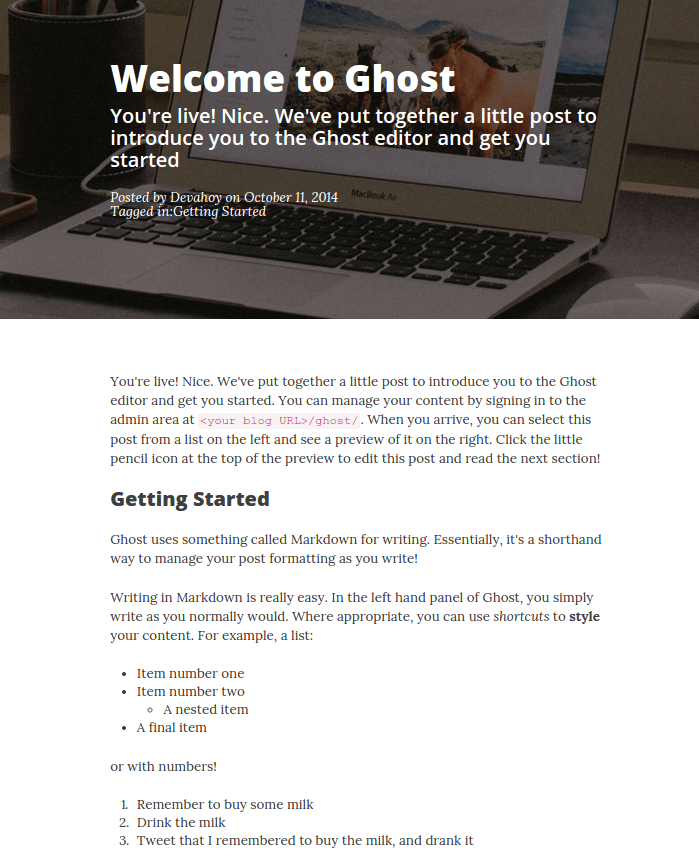 Welcome to Ghost
You're live! Nice. We've put together a little post to
introduce you to the Ghost editor and get you
started
Posted by Devahoy on October 11, 2014
Tagged in:Getting Started
MacBook Air
You're live! Nice. We've put together a little post to introduce you to the Ghost
editor and get you started. You can manage your content by signing in to the
admin area at <your blog URL>/ghost/. When you arrive, you can select this
post from a list on the left and see a preview of it on the right. Click the little
pencil icon at the top of the preview to edit this post and read the next section!
Getting Started
Ghost uses something called Markdown for writing. Essentially, it's a shorthand
way to manage your post formatting as you write!
Writing in Markdown is really easy. In the left hand panel of Ghost, you simply
write as you normally would. Where appropriate, you can use shortcuts to style
your content. For example, a list:
• Item number one
• Item number two
◦ A nested item
• A final item
or with numbers!
1. Remember to buy some milk
2. Drink the milk
3. Tweet that I remembered to buy the milk, and drank it